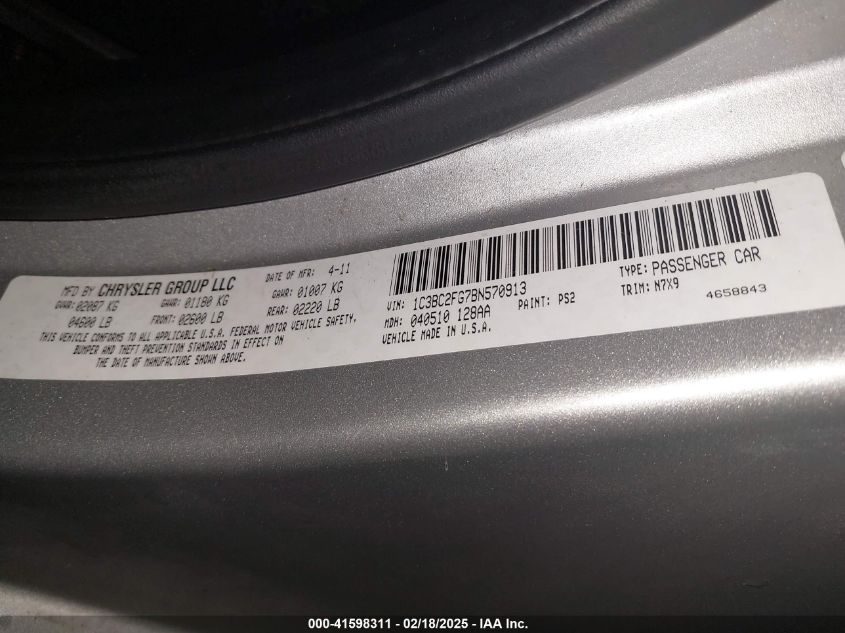 MFD BY CHRYSLER GROUP LLC DATE OF MFR: 4-11
GVWR: 02087 KG GAWR: 01180 KG GAWR: 01007 KG
04600 LB FRONT: 02600 LB REAR: 02220 LB
THIS VEHICLE CONFORMS TO ALL APPLICABLE U.S.A. FEDERAL MOTOR VEHICLE SAFETY,
BUMPER AND THEFT PREVENTION STANDARDS IN EFFECT ON
THE DATE OF MANUFACTURE SHOWN ABOVE.
VIN: 1C3BC2FG7BN570913 TYPE: PASSENGER CAR
MDH: 040510 128AA PAINT: PS2 TRIM: N7X9
VEHICLE MADE IN U.S.A. 4658843
000-41598311 — 02/18/2025 — IAA Inc.